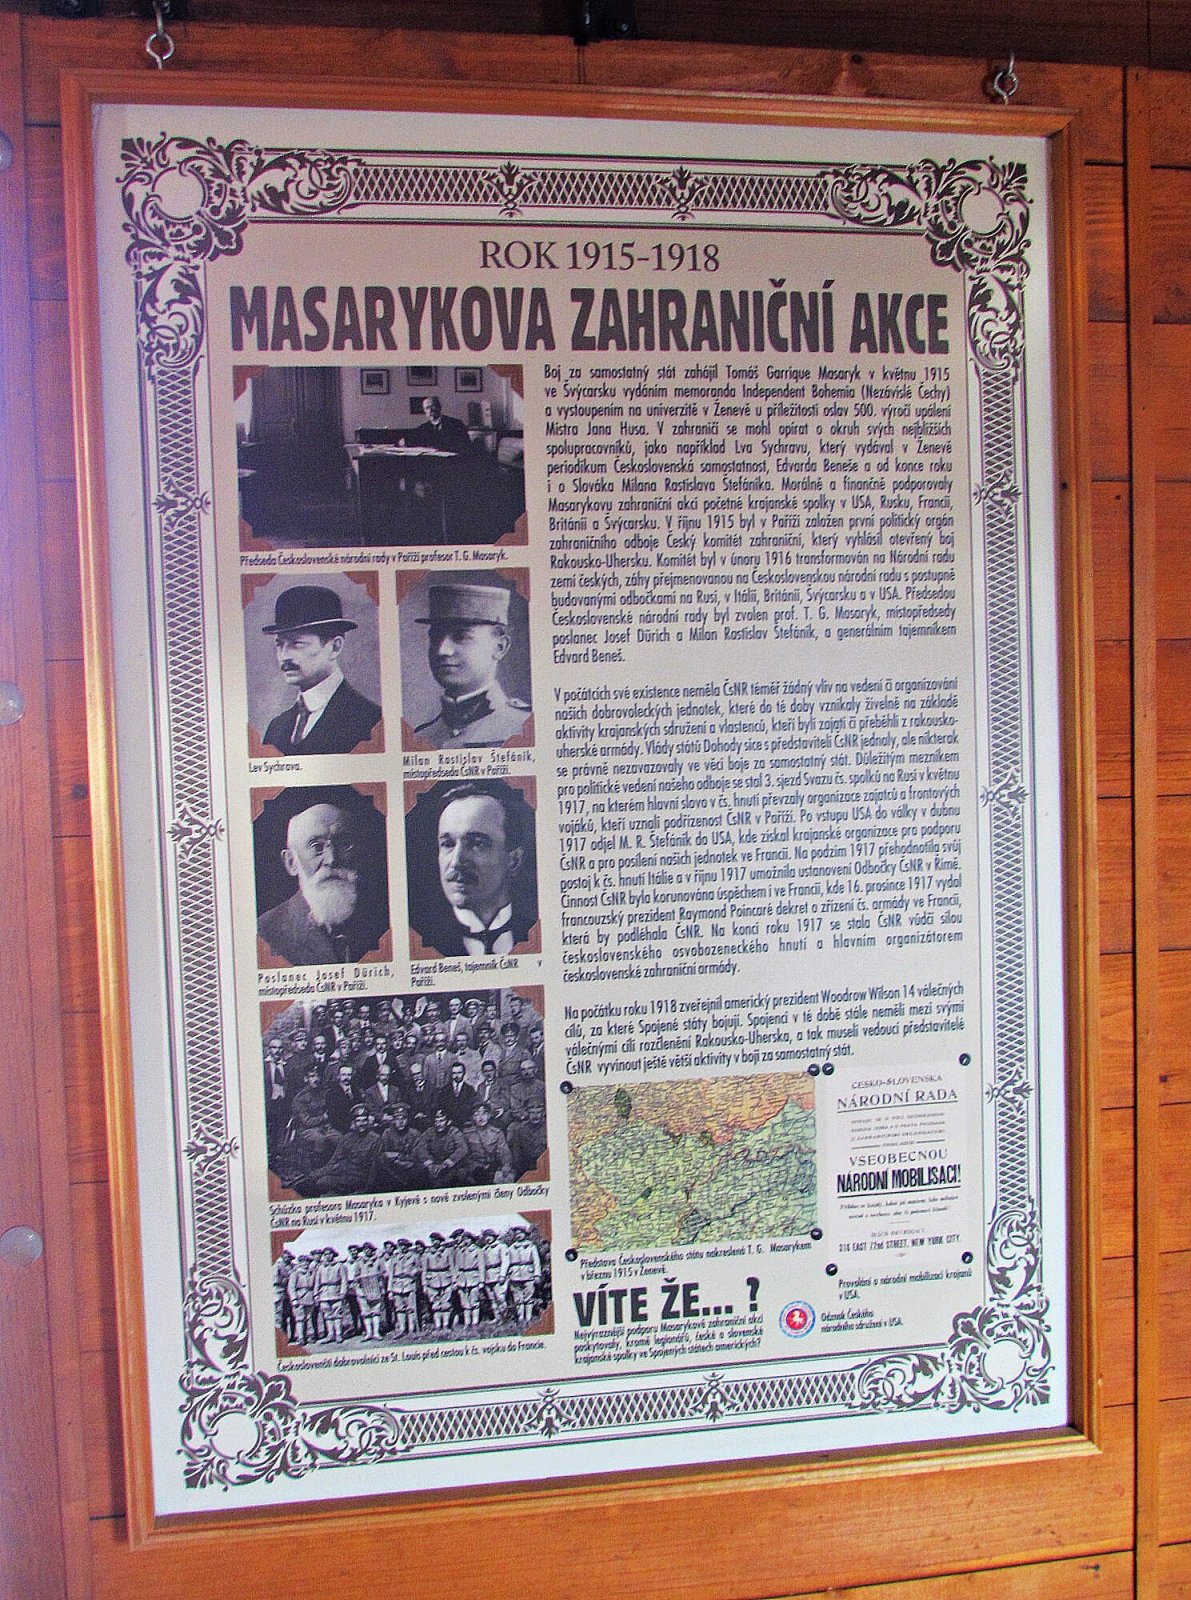 ROK 1915-1918
MASARYKOVA ZAHRANIČNÍ AKCE
Předseda Československé národní rady v Paříži profesor T. G. Masaryk.
Lev Sychrava.
Milan Rastislav Štefánik,
místopředseda ČsNR v Paříži.
Poslanec Josef Dürich,
místopředseda ČsNR v Paříži.
Edvard Beneš, tajemník ČsNR v
Paříži.
Schůzka profesora Masaryka v Kyjevě s nově zvolenými členy Odbočky
ČsNR na Rusi v květnu 1917.
Českoslovenští dobrovolníci ze St. Louis před cestou k čs. vojsku do Francie.
Boj za samostatný stát zahájil Tomáš Garrigue Masaryk v květnu 1915
ve Švýcarsku vydáním memoranda Independent Bohemia (Nezávislé Čechy)
a vystoupením na univerzitě v Ženevě u příležitosti oslav 500. výročí upálení
Mistra Jana Husa. V zahraničí se mohl opírat o okruh svých nejbližších
spolupracovníků, jako například Lva Sychravu, který vydával v Ženevě
periodikum Československá samostatnost, Edvarda Beneše a od konce roku
i o Slováka Milana Rastislava Štefánika. Morálně a finančně podporovaly
Masarykovu zahraniční akci početné krajanské spolky v USA, Rusku, Francii,
Británii a Švýcarsku. V říjnu 1915 byl v Paříži založen první politický orgán
zahraničního odboje Český komitét zahraniční, který vyhlásil otevřený boj
Rakousko-Uhersku. Komitét byl v únoru 1916 transformován na Národní radu
zemí českých, záhy přejmenovanou na Československou národní radu s postupně
budovanými odbočkami na Rusi, v Itálii, Británii, Švýcarsku a v USA. Předsedou
Československé národní rady byl zvolen prof. T. G. Masaryk, místopředsedy
poslanec Josef Dürich a Milan Rastislav Štefánik, a generálním tajemníkem
Edvard Beneš.
V počátcích své existence neměla ČsNR téměř žádný vliv na vedení či organizování
našich dobrovoleckých jednotek, které do té doby vznikaly živelně na základě
aktivity krajanských sdružení a vlastenců, kteří byli zajati či přeběhli z rakousko-
uherské armády. Vlády států Dohody sice s představiteli ČsNR jednaly, ale nikterak
se právně nezavazovaly ve věci boje za samostatný stát. Důležitým mezníkem
pro politické vedení našeho odboje se stal 3. sjezd Svazu čs. spolků na Rusi v květnu
1917, na kterém hlavní slovo v čs. hnutí převzaly organizace zajatců a frontových
vojáků, kteří uznali podřízenost ČsNR v Paříži. Po vstupu USA do války v dubnu
1917 odjel M. R. Štefánik do USA, kde získal krajanské organizace pro podporu
ČsNR a pro posílení našich jednotek ve Francii. Na podzim 1917 přehodnotila svůj
postoj k čs. hnutí Itálie a v říjnu 1917 umožnila ustanovení Odbočky ČsNR v Římě.
Činnost ČsNR byla korunována úspěchem i ve Francii, kde 16. prosince 1917 vydal
francouzský prezident Raymond Poincaré dekret o zřízení čs. armády ve Francii,
která by podléhala ČsNR. Na konci roku 1917 se stala ČsNR vůdčí silou
československého osvobozeneckého hnutí a hlavním organizátorem
československé zahraniční armády.
Na počátku roku 1918 zveřejnil americký prezident Woodrow Wilson 14 válečných
cílů, za které Spojené státy bojují. Spojenci v té době stále neměli mezi svými
válečnými cíli rozčlenění Rakousko-Uherska, a tak museli vedoucí představitelé
ČsNR vyvinout ještě větší aktivity v boji za samostatný stát.
Představa Československého státu nakreslená T. G. Masarykem
v březnu 1915 v Ženevě.
ČESKO-SLOVENSKÁ
NÁRODNÍ RADA
VŠEOBECNOU
NÁRODNÍ MOBILISACI!
EAST 72nd STREET, NEW YORK CITY.
Provolání o národní mobilizaci krajanů
v USA.
VÍTE ŽE... ?
Nejvýraznější podporu Masarykově zahraniční akci
poskytovaly, kromě legionářů, české a slovenské
krajanské spolky ve Spojených státech amerických?
Odznak Českého
národního sdružení v USA.